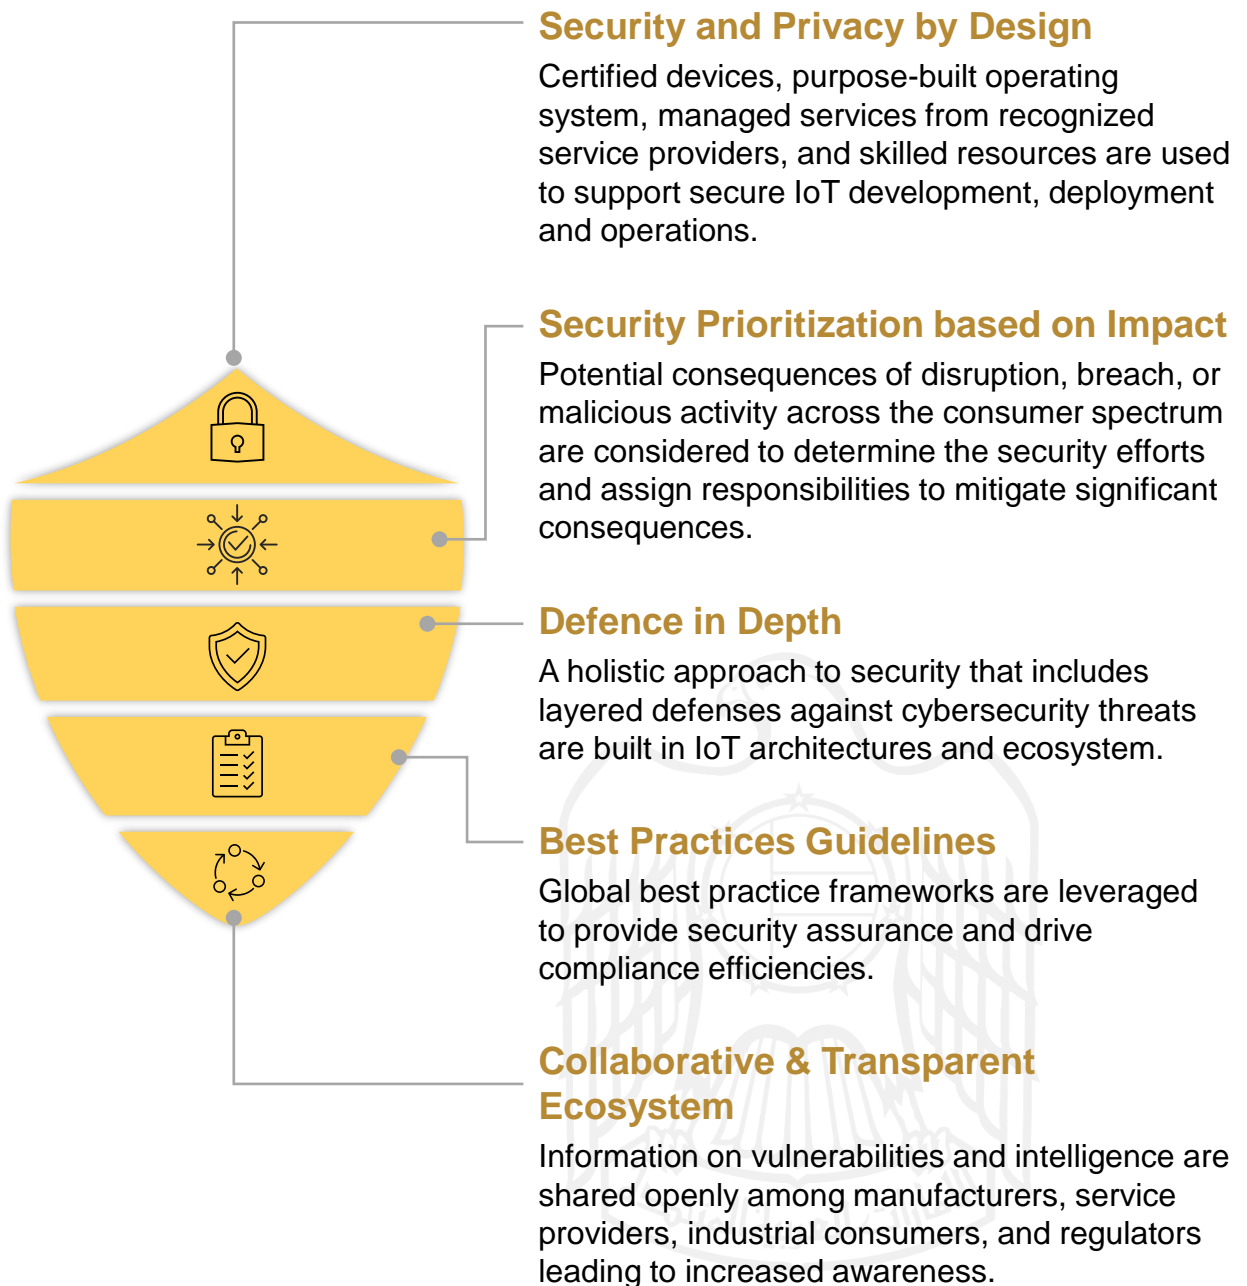 Security and Privacy by Design
Certified devices, purpose-built operating
system, managed services from recognized
service providers, and skilled resources are used
to support secure IoT development, deployment
and operations.
Security Prioritization based on Impact
Potential consequences of disruption, breach, or
malicious activity across the consumer spectrum
are considered to determine the security efforts
and assign responsibilities to mitigate significant
consequences.
Defence in Depth
A holistic approach to security that includes
layered defenses against cybersecurity threats
are built in IoT architectures and ecosystem.
Best Practices Guidelines
Global best practice frameworks are leveraged
to provide security assurance and drive
compliance efficiencies.
Collaborative & Transparent
Ecosystem
Information on vulnerabilities and intelligence are
shared openly among manufacturers, service
providers, industrial consumers, and regulators
leading to increased awareness.